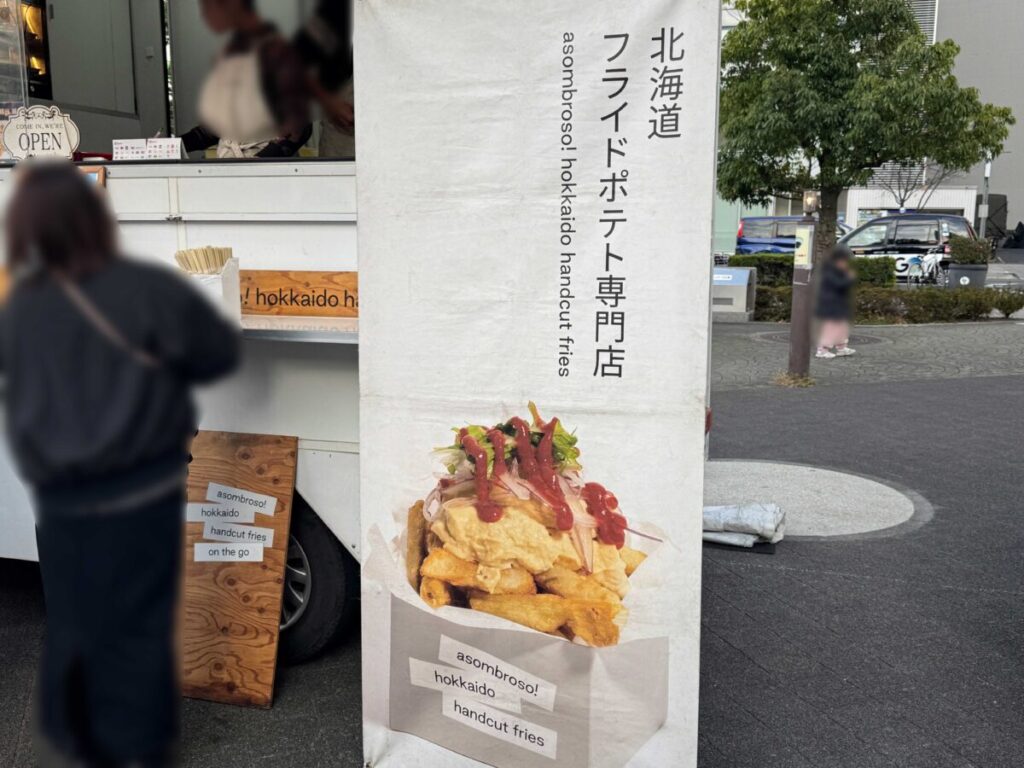 COME IN, WE'RE
OPEN
o! hokkaido ha
asombroso!
hokkaido
handcut fries
on the go
北海道
フライドポテト専門店
asombroso! hokkaido handcut fries
asombroso!
hokkaido
handcut fries